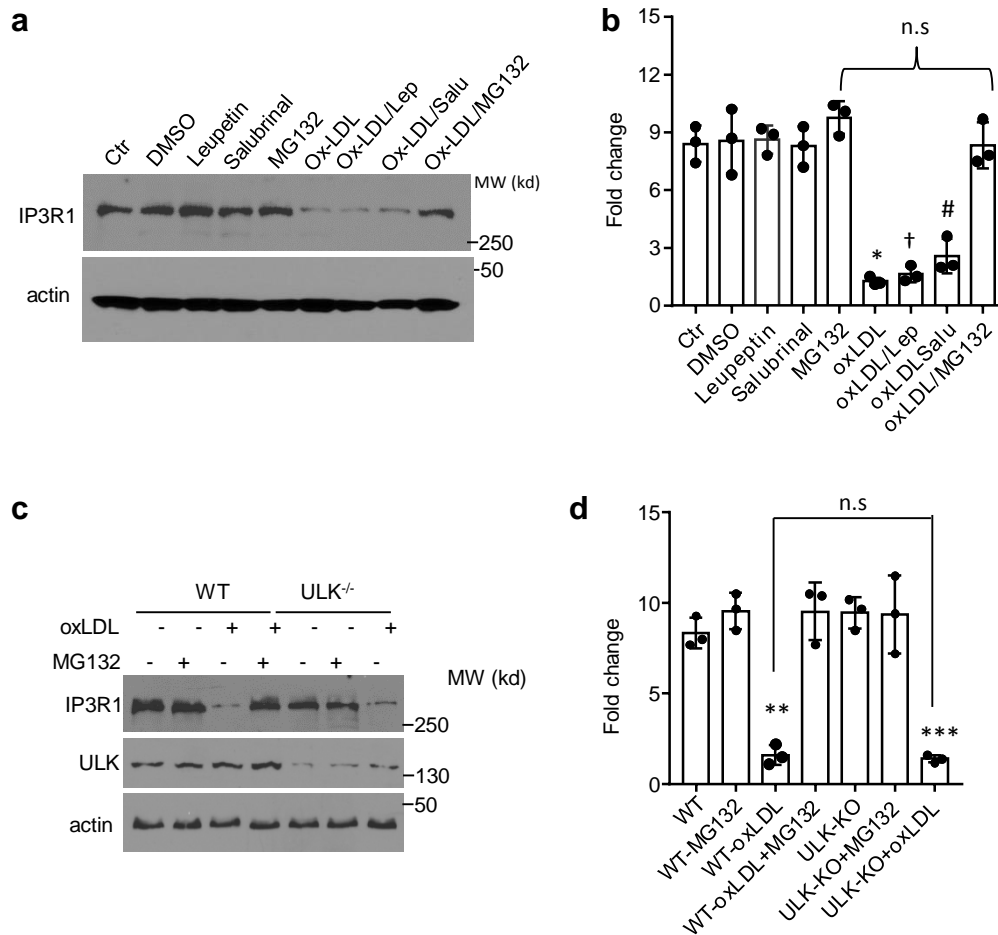 a
Ctr
DMSO
Leupetin
Salubrinal
MG132
Ox-LDL
Ox-LDL/Lep
Ox-LDL/Salu
Ox-LDL/MG132
MW (kd)
IP3R1
-250
-50
actin
b
n.s
15
12
9
6
3
0
Fold change
*
†
#
Ctr
DMSO
Leupeptin
Salubrinal
MG132
oxLDL
oxLDL/Lep
oxLDLSalu
oxLDL/MG132
c
WT ULK-/-
oxLDL - - + + - - +
MG132 - + - + - + -
MW (kd)
IP3R1
-250
ULK
-130
-50
actin
d
n.s
15
10
5
0
Fold change
**
***
WT
WT-MG132
WT-oxLDL
WT-oxLDL+MG132
ULK-KO
ULK-KO+MG132
ULK-KO+oxLDL